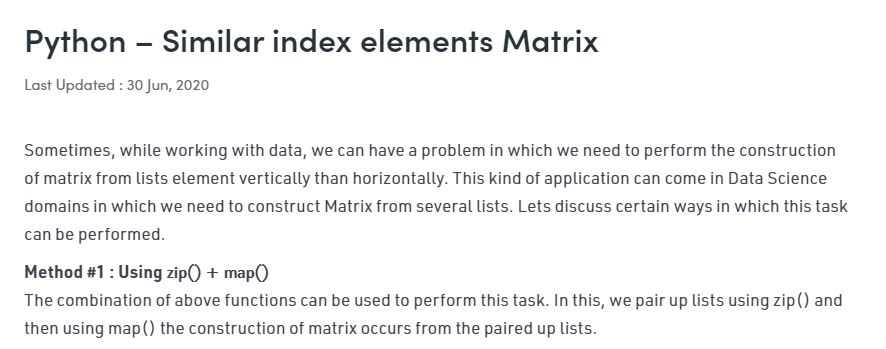 Python – Similar index elements Matrix
Last Updated : 30 Jun, 2020
Sometimes, while working with data, we can have a problem in which we need to perform the construction
of matrix from lists element vertically than horizontally. This kind of application can come in Data Science
domains in which we need to construct Matrix from several lists. Lets discuss certain ways in which this task
can be performed.
Method #1 : Using zip() + map()
The combination of above functions can be used to perform this task. In this, we pair up lists using zip() and
then using map() the construction of matrix occurs from the paired up lists.